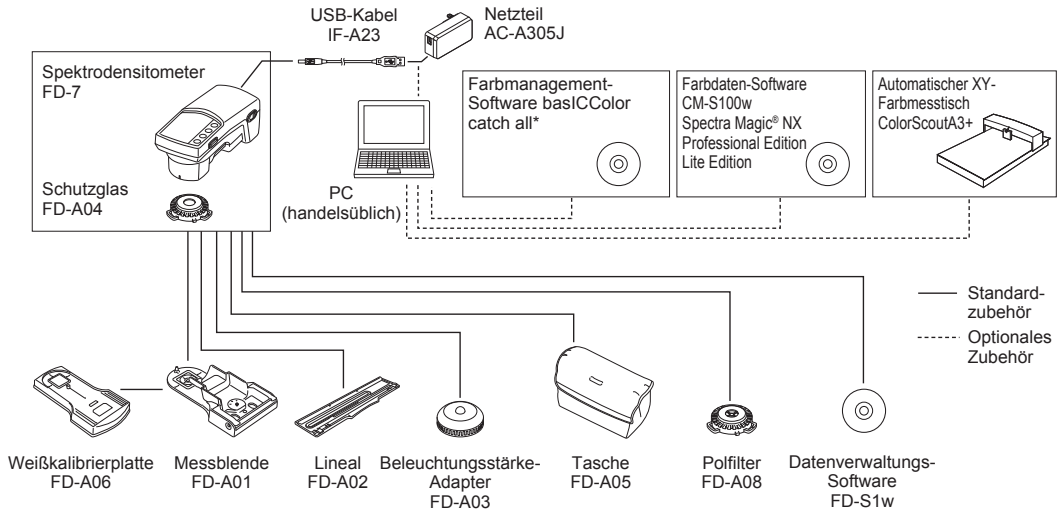 USB-Kabel
IF-A23
Netzteil
AC-A305J
Spektrodensitometer
FD-7
Schutzglas
FD-A04
PC
(handelsüblich)
Farbmanagement-
Software basICColor
catch all*
Farbdaten-Software
CM-S100w
Spectra Magic® NX
Professional Edition
Lite Edition
Automatischer XY-
Farbmesstisch
ColorScoutA3+
Standard-
zubehör
Optionales
Zubehör
Weißkalibrierplatte
FD-A06
Messblende
FD-A01
Lineal
FD-A02
Beleuchtungsstärke-
Adapter
FD-A03
Tasche
FD-A05
Polfilter
FD-A08
Datenverwaltungs-
Software
FD-S1w